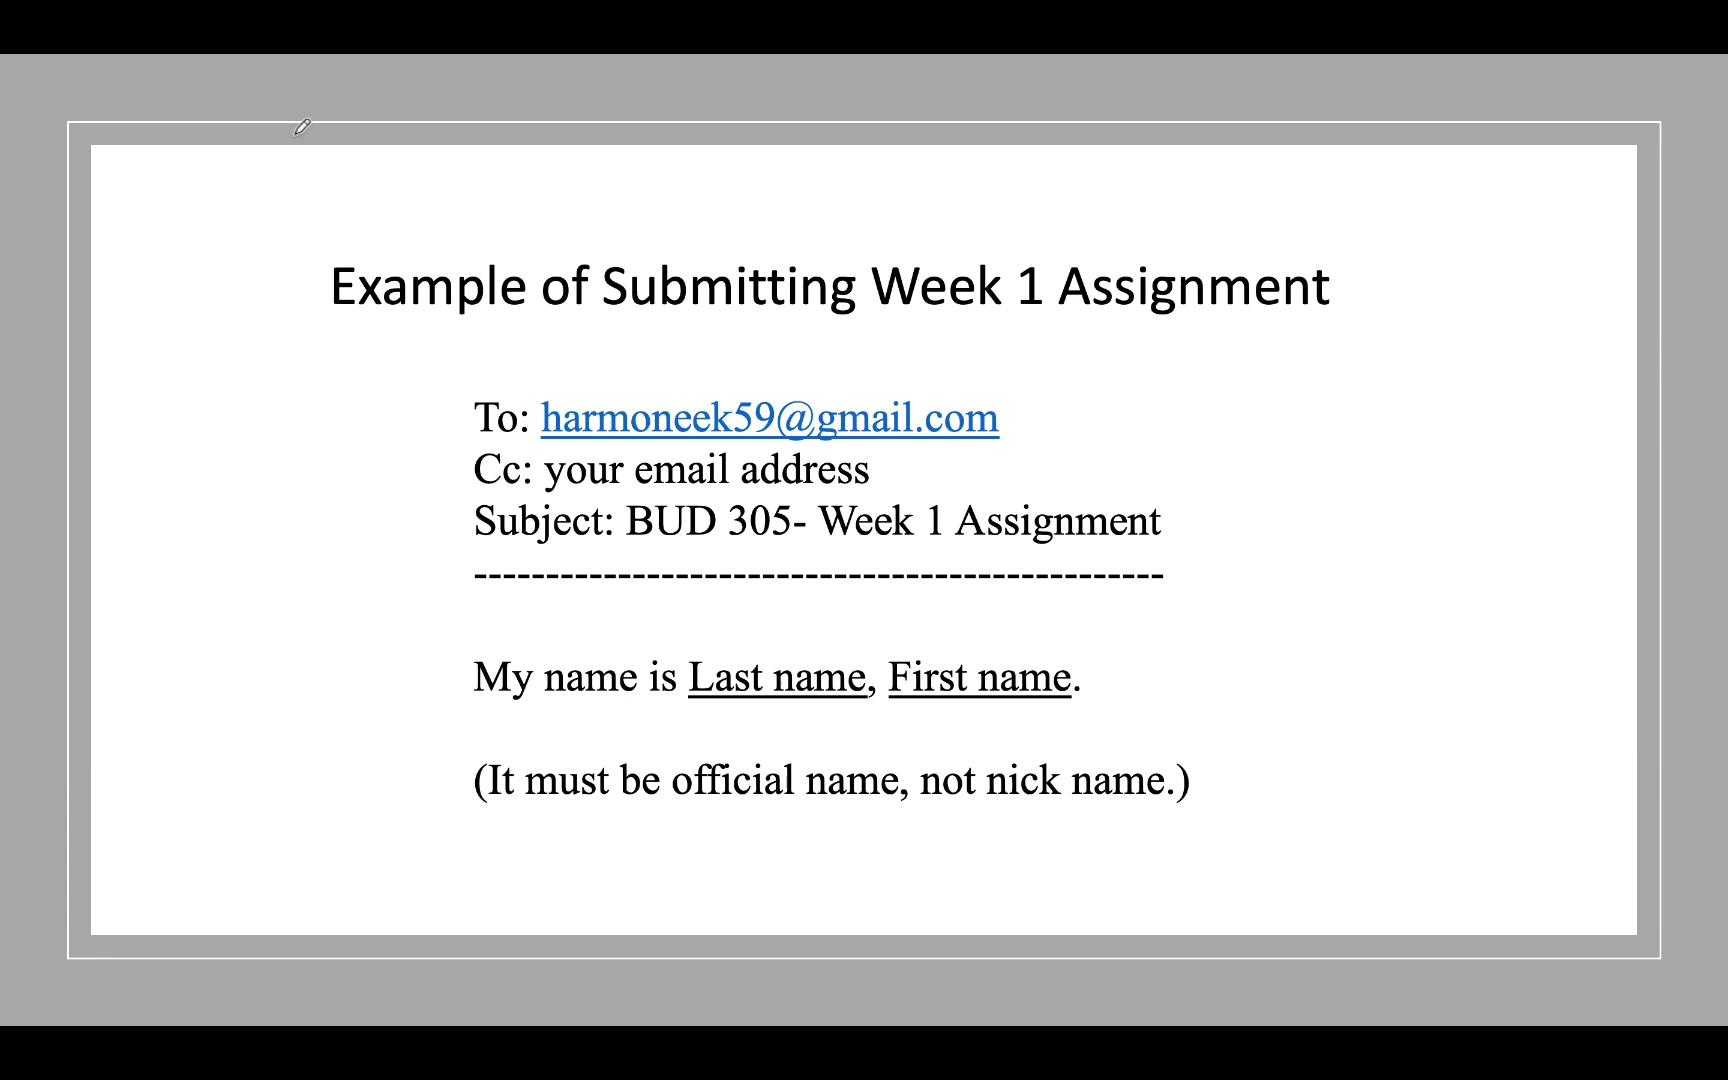 Example of Submitting Week 1 Assignment
To: harmoneek59@gmail.com
Cc: your email address
Subject: BUD 305- Week 1 Assignment
------------------------------------------------
My name is Last name, First name.
(It must be official name, not nick name.)